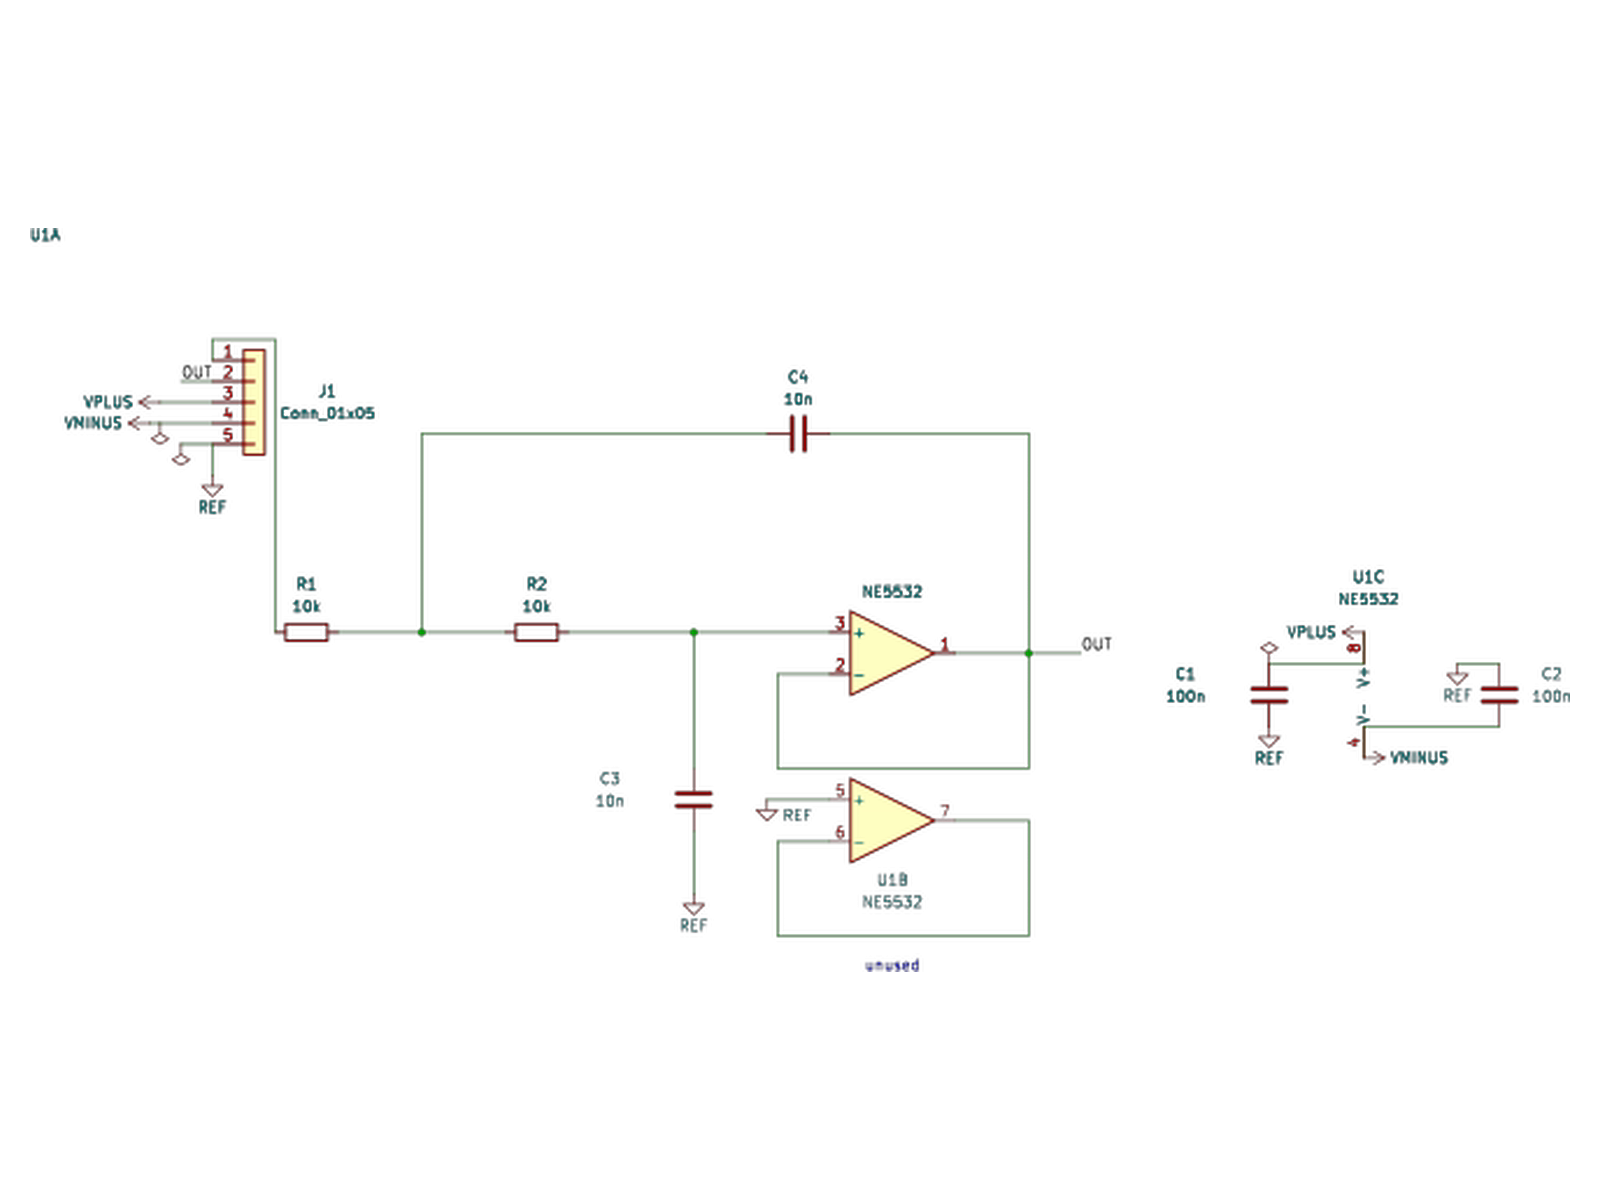 U1A
1
OUT 2
VPLUS 3
VMINUS 4
5
REF
J1
Conn_01x05
C4
10n
R1
10k
R2
10k
NE5532
3
+
2
-
1
OUT
C3
10n
REF
5
+
6
-
7
REF
U1B
NE5532
unused
U1C
NE5532
VPLUS
8
V+
V-
4
VMINUS
C1
100n
REF
REF
C2
100n